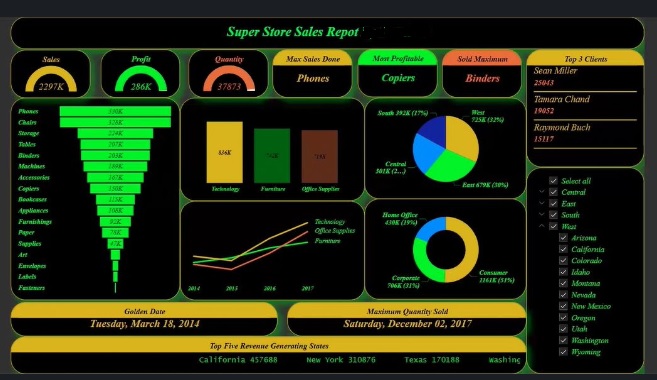 Super Store Sales Repot
Sales
2297K
Profit
286K
Quantity
37873
Max Sales Done
Phones
Most Profitable
Copiers
Sold Maximum
Binders
Top 3 Clients
Sean Miller
25043
Tamara Chand
19052
Raymond Buch
15117
Phones 330K
Chairs 328K
Storage 224K
Tables 207K
Binders 203K
Machines 189K
Accessories 167K
Copiers 150K
Bookcases 115K
Appliances
Furnishings 92K
Paper 78K
Supplies 47K
Art
Envelopes
Labels
Fasteners
836K
Technology Furniture Office Supplies
South 392K (17%)
West
725K (32%)
Central
501K (2...)
East 679K (30%)
Technology
Office Supplies
Furniture
2014 2015 2016 2017
Home Office
430K (19%)
Corporate
706K (31%)
Consumer
1161K (51%)
Select all
Central
East
South
West
Arizona
California
Colorado
Idaho
Montana
Nevada
New Mexico
Oregon
Utah
Washington
Wyoming
Golden Date
Tuesday, March 18, 2014
Maximum Quantity Sold
Saturday, December 02, 2017
Top Five Revenue Generating States
California 457688 New York 310876 Texas 170188 Washing